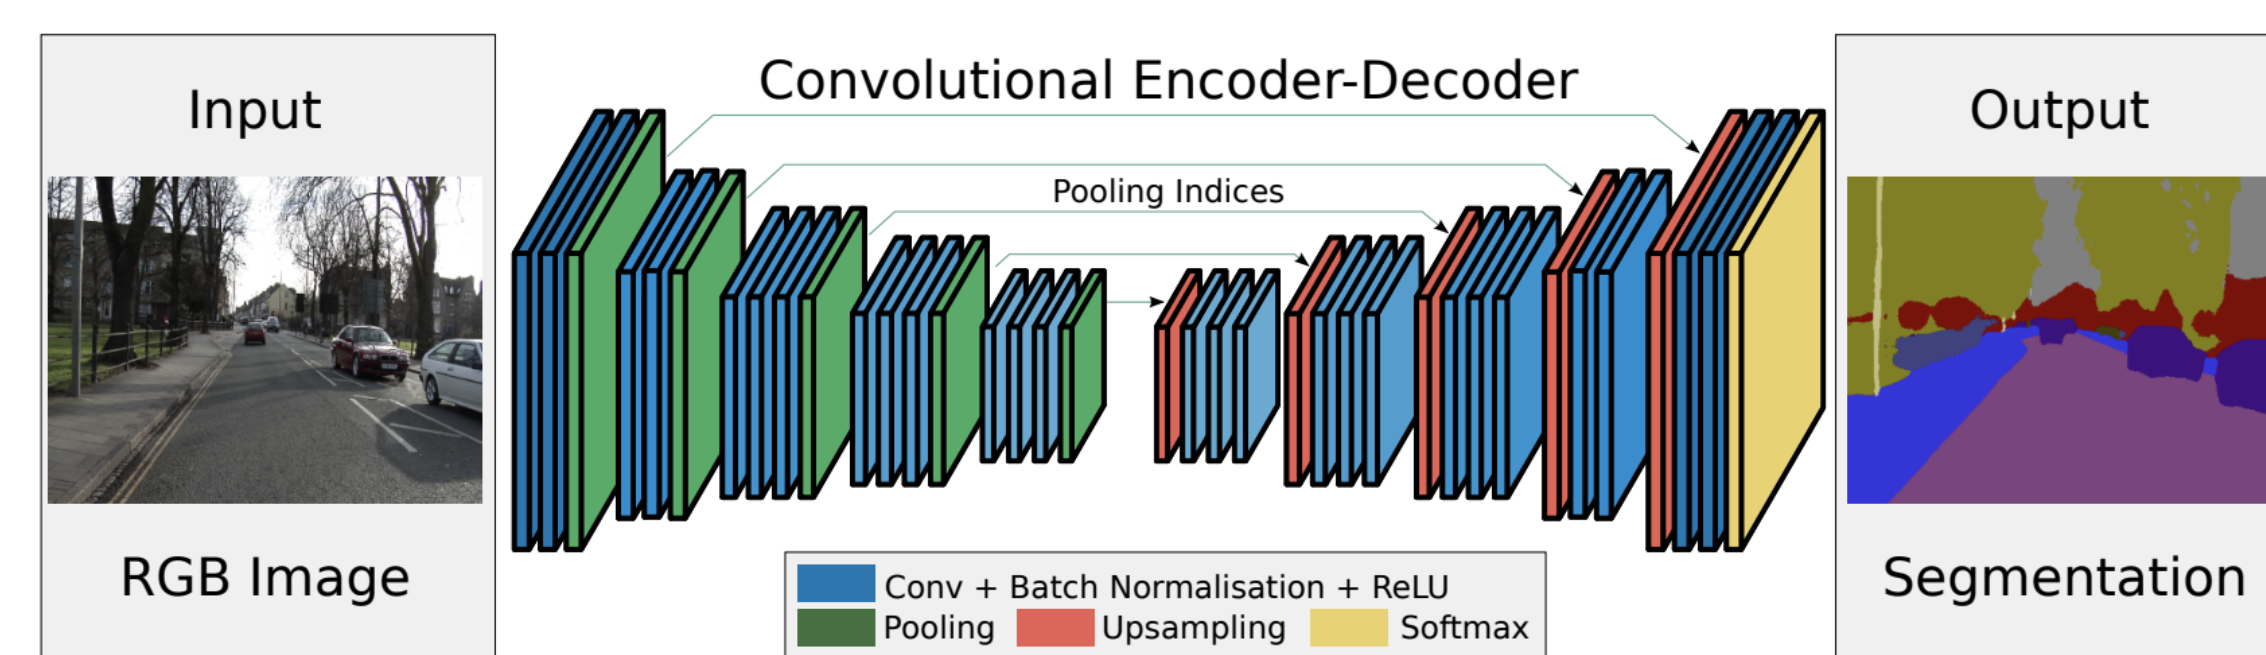 Input
RGB Image
Convolutional Encoder-Decoder
Pooling Indices
Conv + Batch Normalisation + ReLU
Pooling Upsampling Softmax
Output
Segmentation